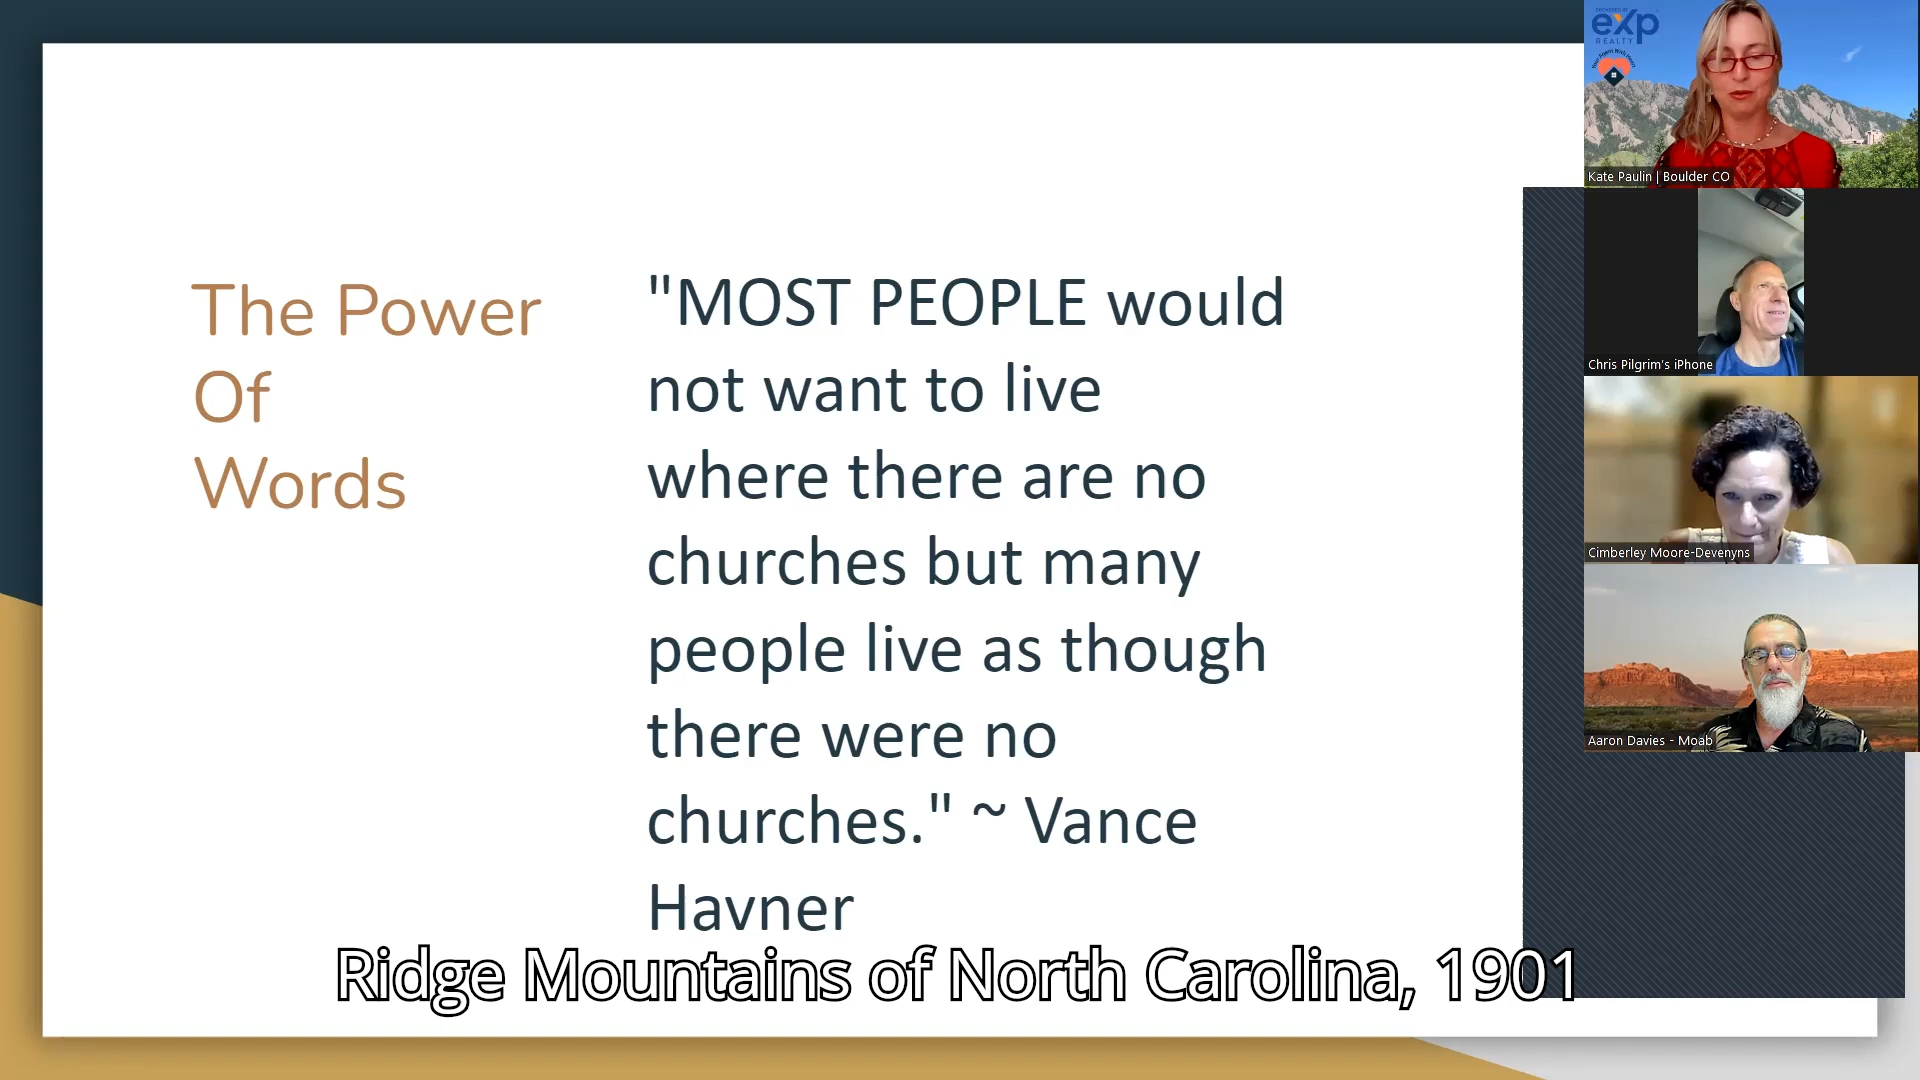 The Power
Of
Words
"MOST PEOPLE would
not want to live
where there are no
churches but many
people live as though
there were no
churches." ~ Vance
Havner
Ridge Mountains of North Carolina, 1901
exp
REALTY
Kate Paulin | Boulder CO
Chris Pilgrim's iPhone
Cimberley Moore-Devenyns
Aaron Davies - Moab